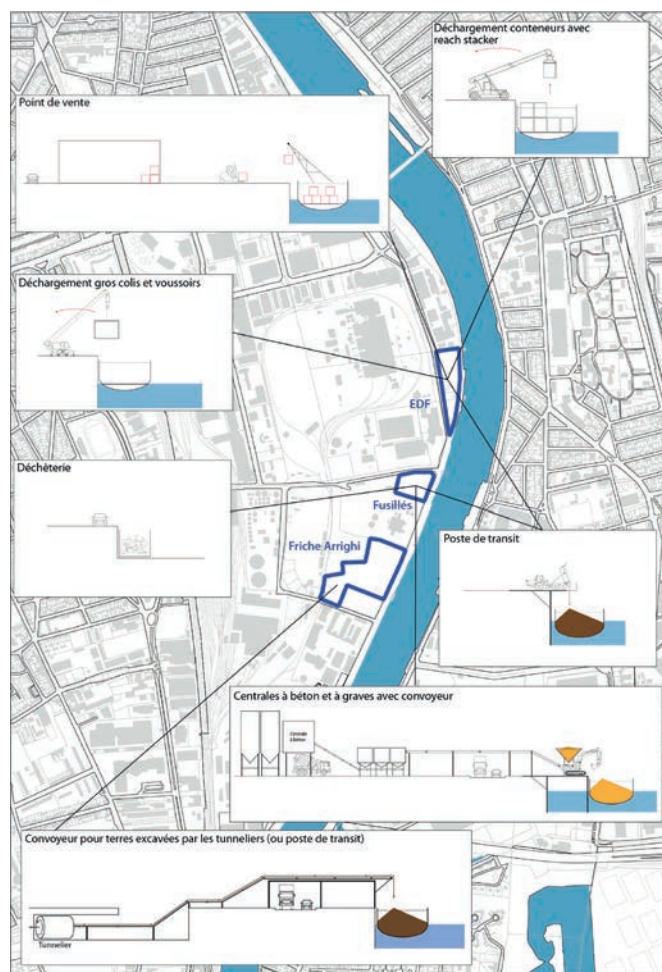 Déchargement conteneurs avec
reach stacker
Point de vente
Déchargement gros colis et voussoirs
EDF
Déchèterie
Fusillés
Friche Arrighi
Poste de transit
Centrales à béton et à graves avec convoyeur
Centrale
à béton
Convoyeur pour terres excavées par les tunneliers (ou poste de transit)
Tunnelier